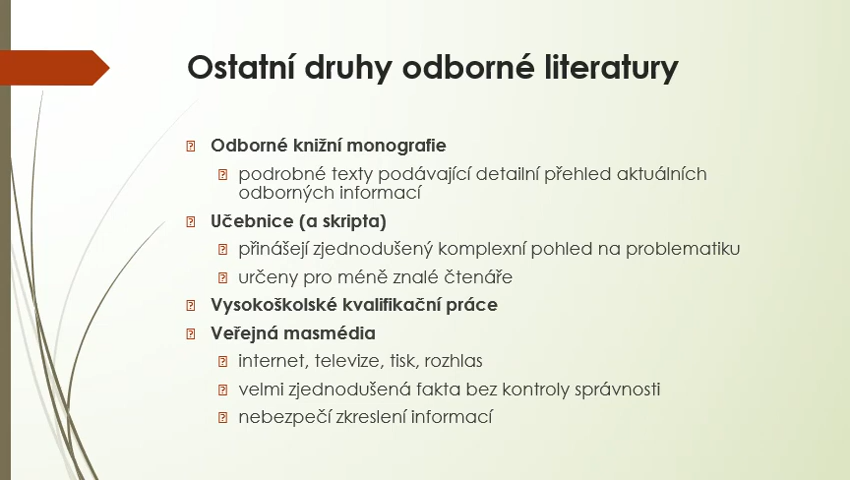 Ostatní druhy odborné literatury
Odborné knižní monografie
podrobné texty podávající detailní přehled aktuálních
odborných informací
Učebnice (a skripta)
přinášejí zjednodušený komplexní pohled na problematiku
určeny pro méně znalé čtenáře
Vysokoškolské kvalifikační práce
Veřejná masmédia
internet, televize, tisk, rozhlas
velmi zjednodušená fakta bez kontroly správnosti
nebezpečí zkreslení informací